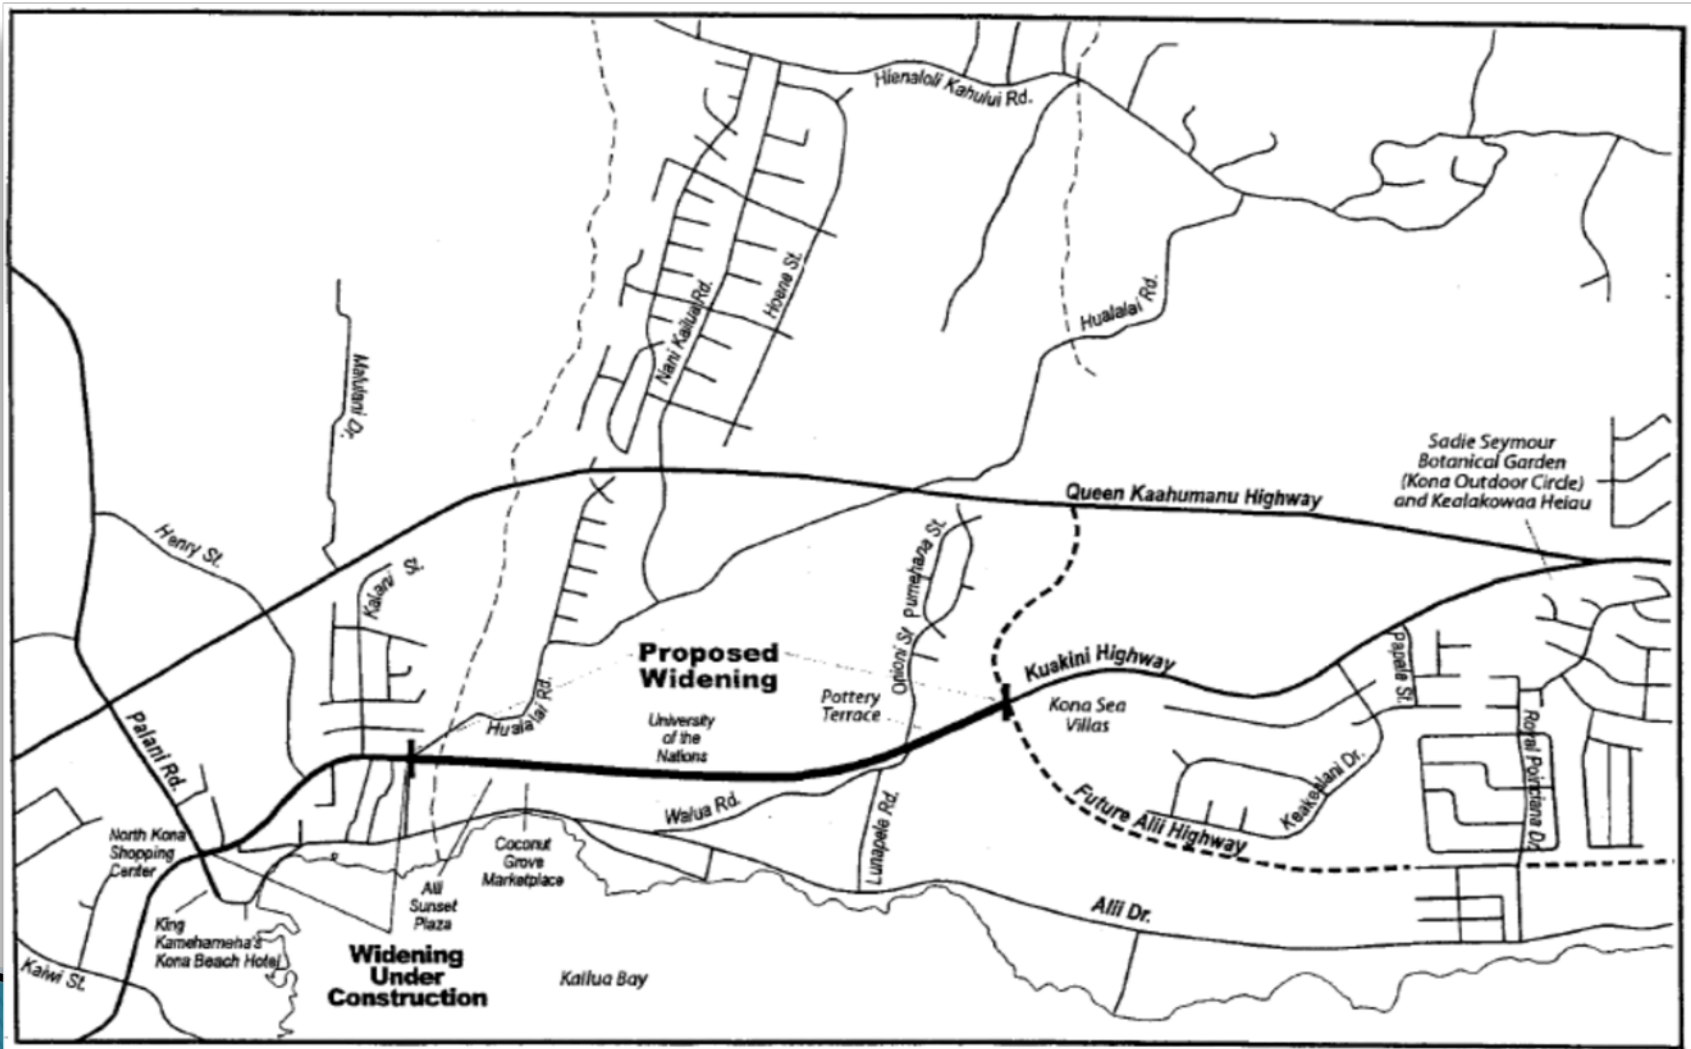 Hienaloli Kahului Rd.
Hoene St.
Nani Kailua Rd.
Hualalai Rd.
Malulani Dr.
Sadie Seymour
Botanical Garden
(Kona Outdoor Circle)
and Kealakowaa Heiau
Queen Kaahumanu Highway
Henry St.
Kalani St.
Pumehana St.
Onioni St.
Proposed
Widening
Kuakini Highway
Papala St.
Pottery
Terrace
Kona Sea
Villas
Hualalai Rd.
University
of the
Nations
Palani Rd.
Royal Poinciana Dr.
Keakealani Dr.
Future Alii Highway
Walua Rd.
Lunapele Rd.
North Kona
Shopping
Center
Coconut
Grove
Marketplace
Alii
Sunset
Plaza
Alii Dr.
King
Kamehameha's
Kona Beach Hotel
Widening
Under
Construction
Kaiwi St.
Kailua Bay